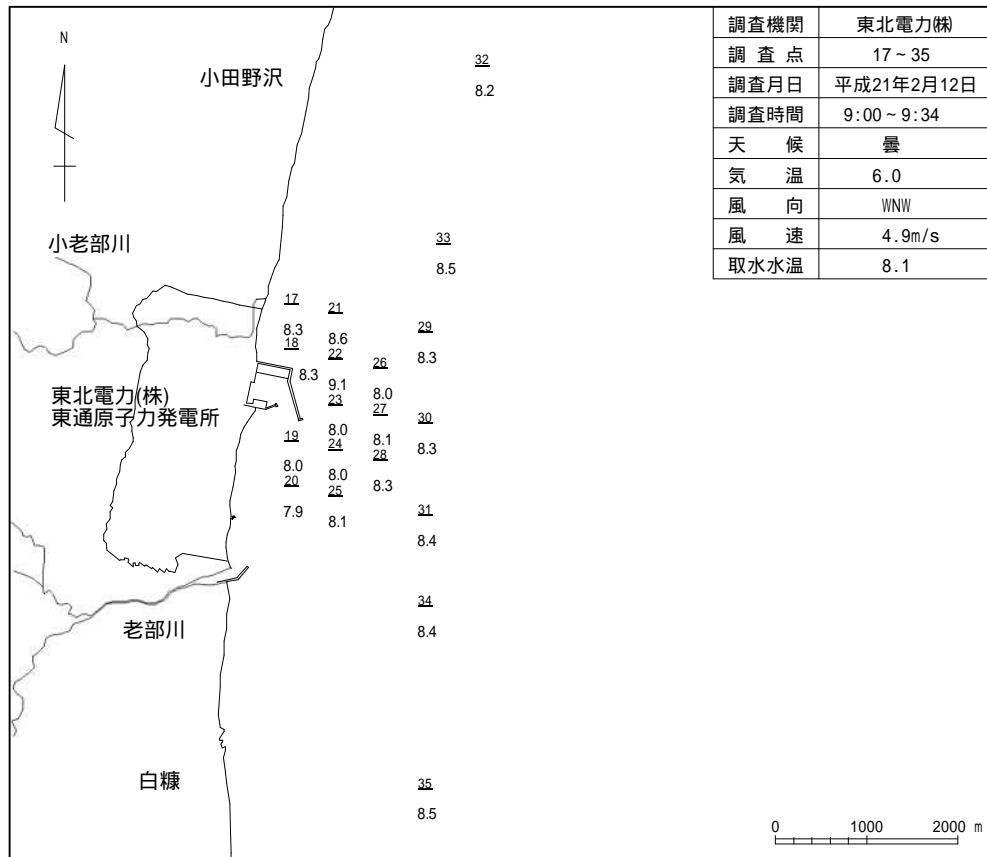 調査機関 東北電力㈱
調査点 17～35
調査月日 平成21年2月12日
調査時間 9:00～9:34
天候 曇
気温 6.0
風向 WNW
風速 4.9m/s
取水水温 8.1
N
小田野沢
32
8.2
小老部川
33
8.5
17
8.3
18
8.3
21
8.6
22
9.1
23
8.0
24
8.0
25
8.1
26
8.0
27
8.1
28
8.3
29
8.3
30
8.3
31
8.4
東北電力(株)
東通原子力発電所
19
8.0
20
7.9
34
8.4
老部川
白糠
35
8.5
0 1000 2000 m